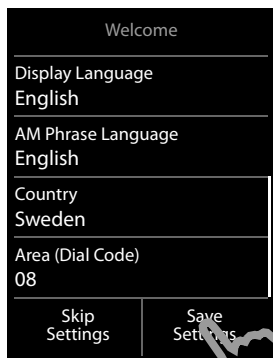 Welcome
Display Language
English
AM Phrase Language
English
Country
Sweden
Area (Dial Code)
08
Skip
Settings
Save
Settings